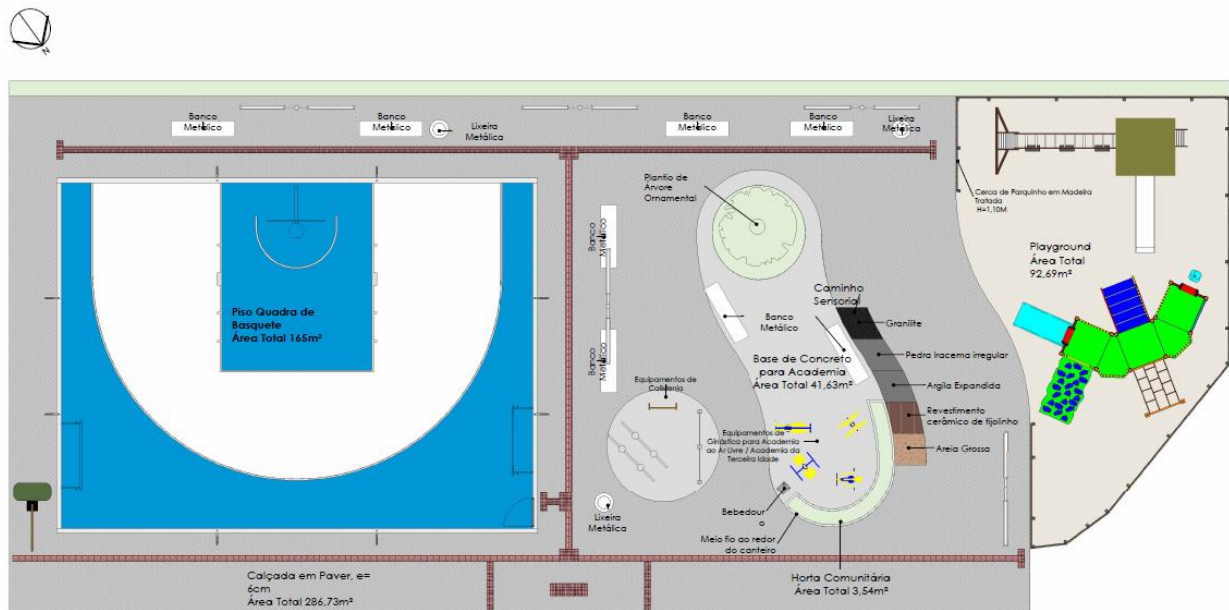 N
Banco
Metálico
Banco
Metálico
Lixeira
Metálica
Banco
Metálico
Banco
Metálico
Lixeira
Metálica
Plantio de
Árvore
Ornamental
Cerca de Parquinho em Madeira
Tratada
H=1,10M.
Banco
Metálico
Playground
Área Total
92,69m²
Caminho
Sensorial
Piso Quadra de
Basquete
Área Total 165m²
Banco
Metálico
Granilite
Banco
Metálico
Base de Concreto
para Academia
Área Total 41,63m²
Pedra Iracema irregular
Equipamentos de
Calistenia
Argila Expandida
Revestimento
cerâmico de tijolinho
Equipamentos de
Ginástica para Academia
ao Ar Livre / Academia da
Terceira Idade
Areia Grossa
Lixeira
Metálica
Bebedour
o
Meio fio ao redor
do canteiro
Calçada em Paver, e=
6cm
Área Total 286,73m²
Horta Comunitária
Área Total 3,54m²